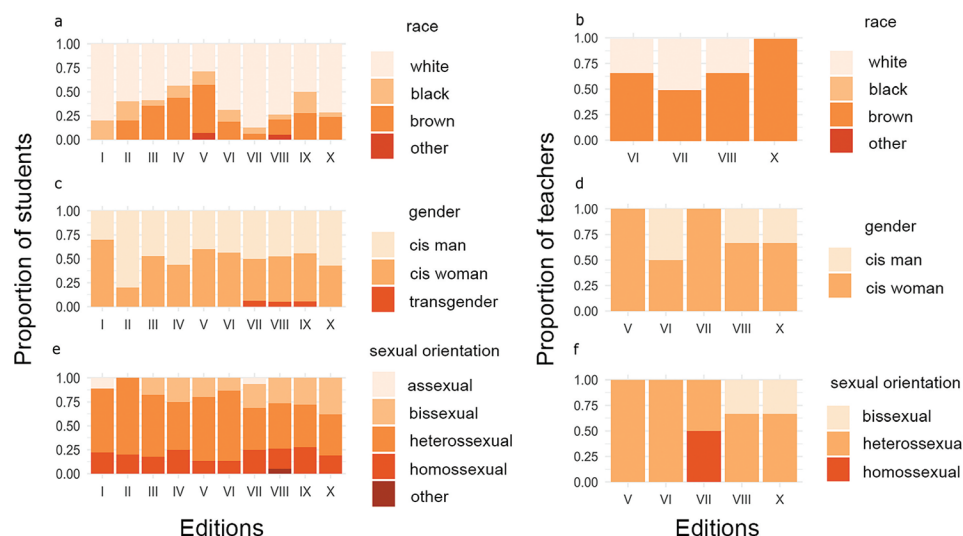 a
race
1.00
0.75
0.50
0.25
0.00
I II III IV V VI VII VIII IX X
white
black
brown
other
b
race
1.00
0.75
0.50
0.25
0.00
VI VII VIII X
white
black
brown
other
Proportion of students
c
gender
1.00
0.75
0.50
0.25
0.00
I II III IV V VI VII VIII IX X
cis man
cis woman
transgender
Proportion of teachers
d
gender
1.00
0.75
0.50
0.25
0.00
V VI VII VIII X
cis man
cis woman
e
sexual orientation
1.00
0.75
0.50
0.25
0.00
I II III IV V VI VII VIII IX X
assexual
bissexual
heterossexual
homossexual
other
Editions
f
sexual orientation
1.00
0.75
0.50
0.25
0.00
V VI VII VIII X
bissexual
heterossexua
homossexual
Editions